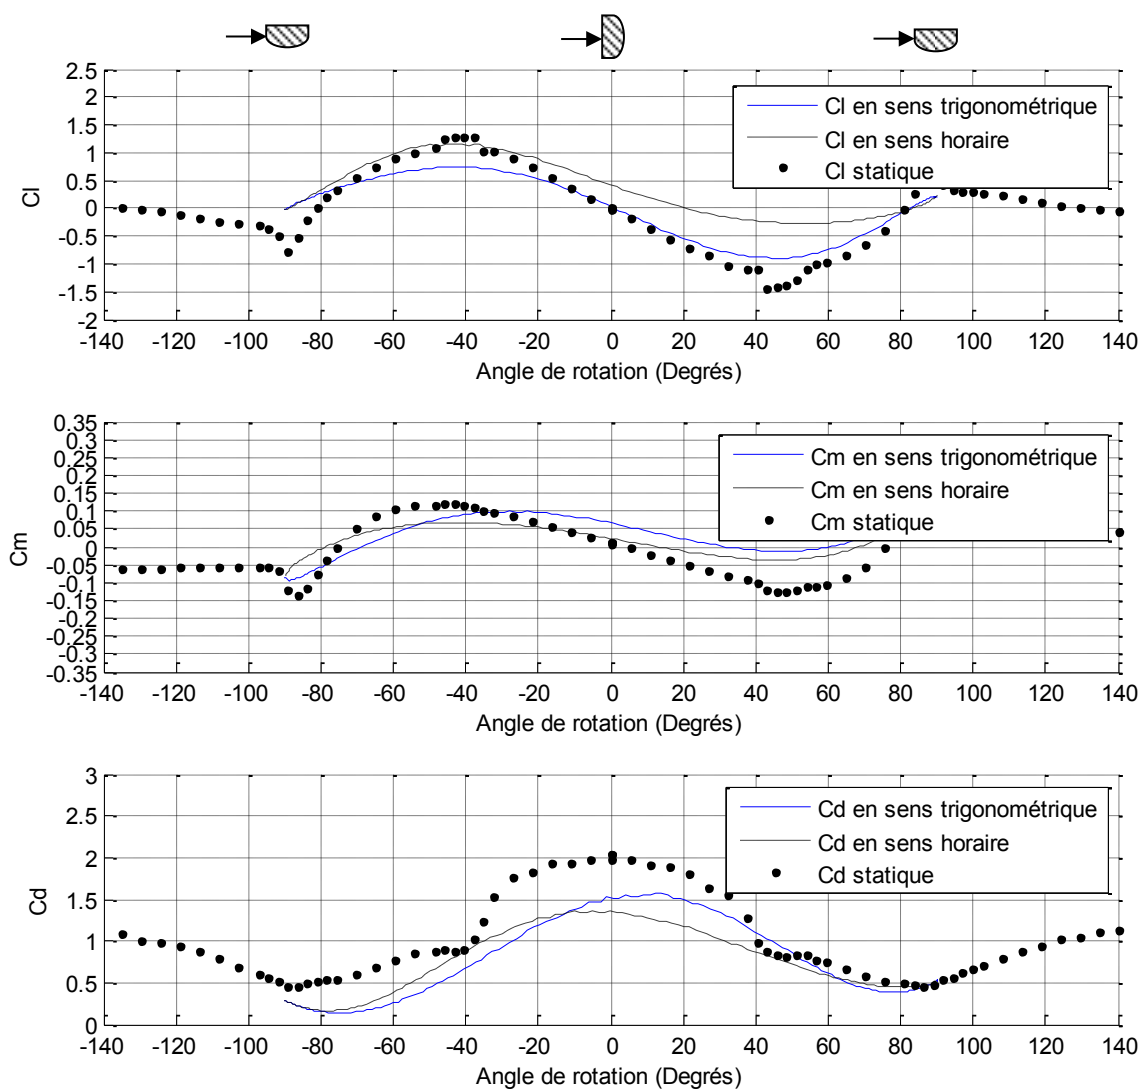 2.5
2
1.5
1
0.5
0
-0.5
-1
-1.5
-2
Cl
Cl en sens trigonométrique
Cl en sens horaire
Cl statique
-140 -120 -100 -80 -60 -40 -20 0 20 40 60 80 100 120 140
Angle de rotation (Degrés)
0.35
0.3
0.25
0.2
0.15
0.1
0.05
0
-0.05
-0.1
-0.15
-0.2
-0.25
-0.3
-0.35
Cm
Cm en sens trigonométrique
Cm en sens horaire
Cm statique
-140 -120 -100 -80 -60 -40 -20 0 20 40 60 80 100 120 140
Angle de rotation (Degrés)
3
2.5
2
1.5
1
0.5
0
Cd
Cd en sens trigonométrique
Cd en sens horaire
Cd statique
-140 -120 -100 -80 -60 -40 -20 0 20 40 60 80 100 120 140
Angle de rotation (Degrés)